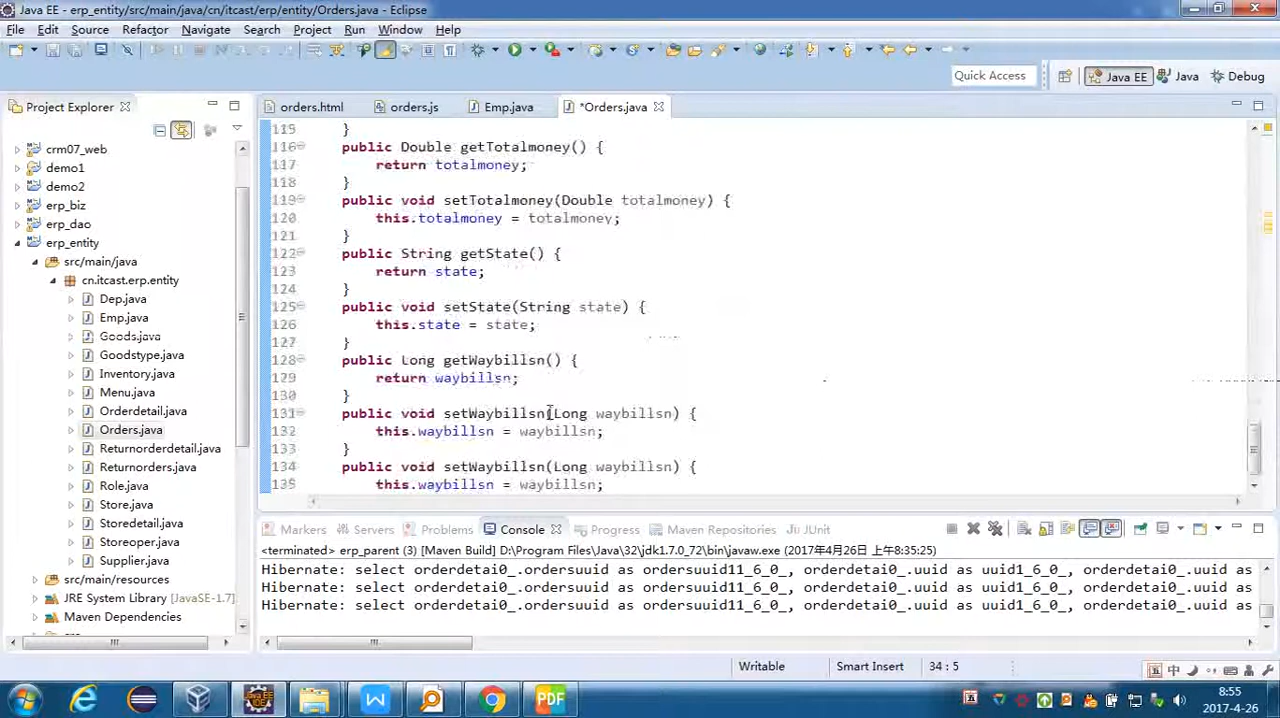 Java EE - erp_entity/src/main/java/cn/itcast/erp/entity/Orders.java - Eclipse
File Edit Source Refactor Navigate Search Project Run Window Help
Quick Access
Java EE
Java
Debug
Project Explorer
orders.html
orders.js
Emp.java
*Orders.java
crm07_web
demo1
demo2
erp_biz
erp_dao
erp_entity
src/main/java
cn.itcast.erp.entity
Dep.java
Emp.java
Goods.java
Goodstype.java
Inventory.java
Menu.java
Orderdetail.java
Orders.java
Returnorderdetail.java
Returnorders.java
Role.java
Store.java
Storedetail.java
Storeoper.java
Supplier.java
src/main/resources
JRE System Library [JavaSE-1.7]
Maven Dependencies
115 }
116 public Double getTotalmoney() {
117 return totalmoney;
118 }
119 public void setTotalmoney(Double totalmoney) {
120 this.totalmoney = totalmoney;
121 }
122 public String getState() {
123 return state;
124 }
125 public void setState(String state) {
126 this.state = state;
127 }
128 public Long getWaybillsn() {
129 return waybillsn;
130 }
131 public void setWaybillsn(Long waybillsn) {
132 this.waybillsn = waybillsn;
133 }
134 public void setWaybillsn(Long waybillsn) {
135 this.waybillsn = waybillsn;
Markers Servers Problems Console Progress Maven Repositories JUnit
<terminated> erp_parent (3) [Maven Build] D:\Program Files\Java\32\jdk1.7.0_72\bin\javaw.exe (2017年4月26日 上午8:35:25)
Hibernate: select orderdetai0_.ordersuuid as ordersuuid11_6_0_, orderdetai0_.uuid as uuid1_6_0_, orderdetai0_.uuid as
Hibernate: select orderdetai0_.ordersuuid as ordersuuid11_6_0_, orderdetai0_.uuid as uuid1_6_0_, orderdetai0_.uuid as
Hibernate: select orderdetai0_.ordersuuid as ordersuuid11_6_0_, orderdetai0_.uuid as uuid1_6_0_, orderdetai0_.uuid as
Writable
Smart Insert
34 : 5
中
PDF
8:55
2017-4-26